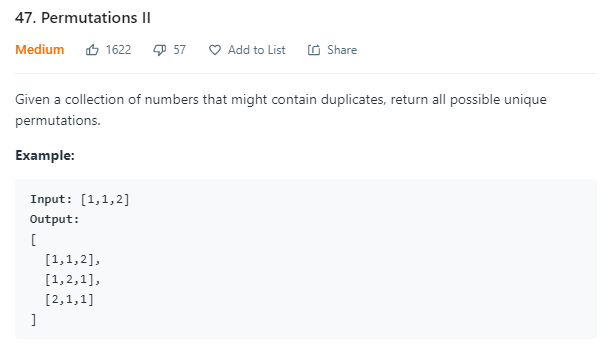 47. Permutations II
Medium 1622 57 Add to List Share
Given a collection of numbers that might contain duplicates, return all possible unique
permutations.
Example:
Input: [1,1,2]
Output:
[
  [1,1,2],
  [1,2,1],
  [2,1,1]
]